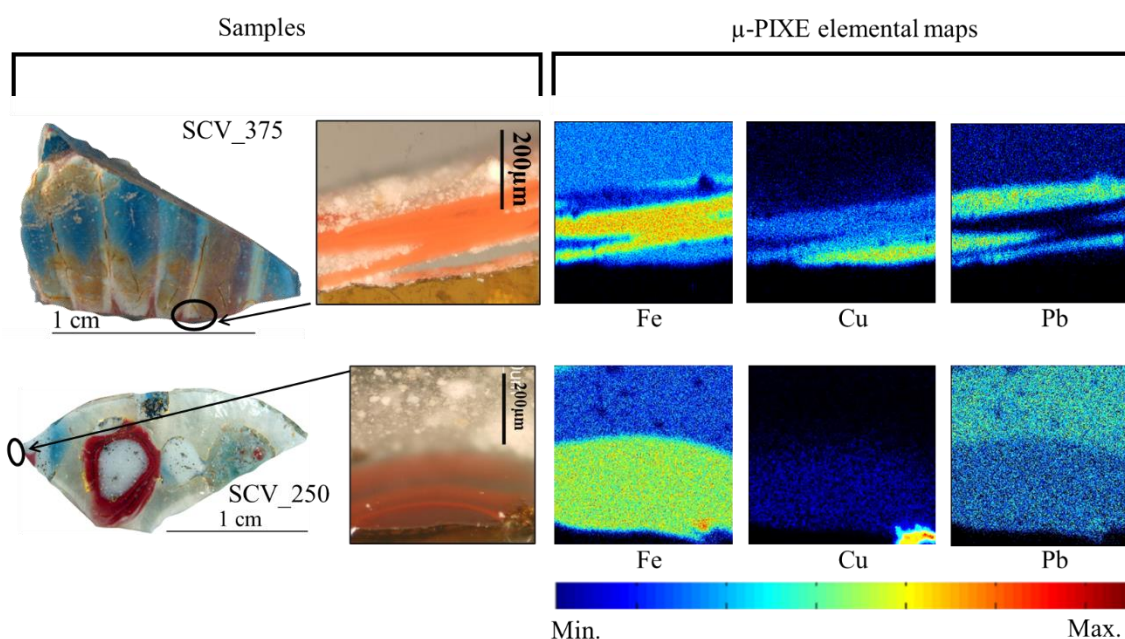 Samples
µ-PIXE elemental maps
SCV_375
200µm
1 cm
Fe
Cu
Pb
200µm
SCV_250
1 cm
Fe
Cu
Pb
Min.
Max.